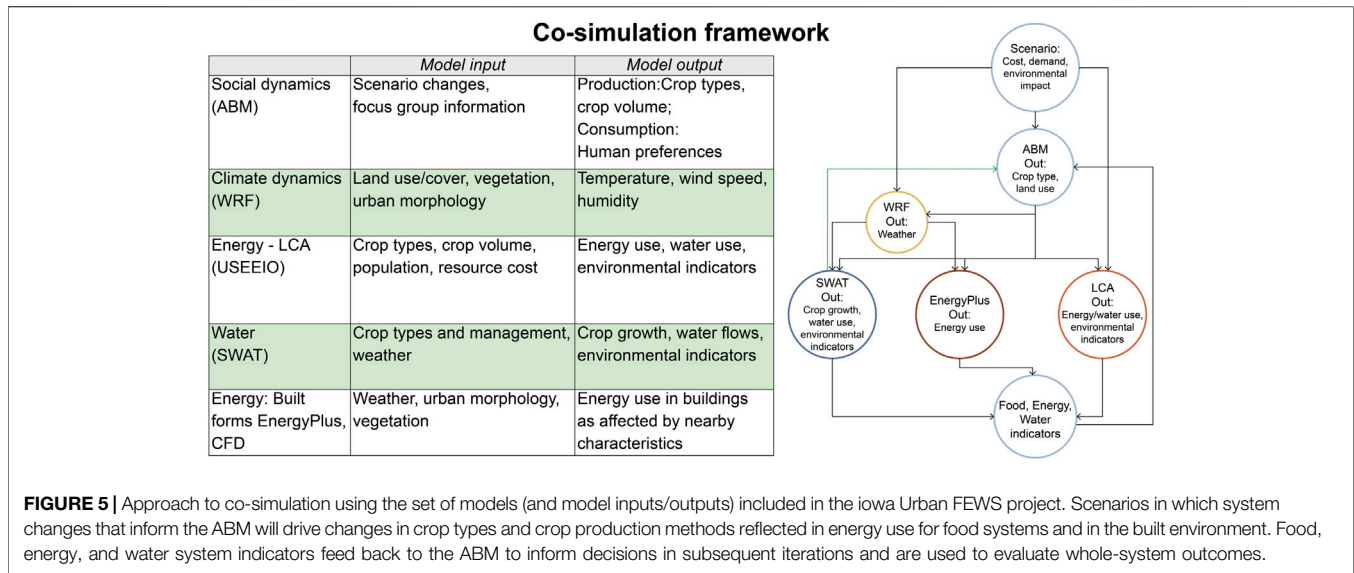 Co-simulation framework
Model input Model output
Social dynamics
(ABM)
Scenario changes,
focus group information
Production:Crop types,
crop volume;
Consumption:
Human preferences
Climate dynamics
(WRF)
Land use/cover, vegetation,
urban morphology
Temperature, wind speed,
humidity
Energy - LCA
(USEEIO)
Crop types, crop volume,
population, resource cost
Energy use, water use,
environmental indicators
Water
(SWAT)
Crop types and management,
weather
Crop growth, water flows,
environmental indicators
Energy: Built
forms EnergyPlus,
CFD
Weather, urban morphology,
vegetation
Energy use in buildings
as affected by nearby
characteristics
Scenario:
Cost, demand,
environmental
impact
ABM
Out:
Crop type,
land use
WRF
Out:
Weather
SWAT
Out:
Crop growth,
water use,
environmental
indicators
EnergyPlus
Out:
Energy use
LCA
Out:
Energy/water use,
environmental
indicators
Food, Energy,
Water
indicators
FIGURE 5 | Approach to co-simulation using the set of models (and model inputs/outputs) included in the iowa Urban FEWS project. Scenarios in which system
changes that inform the ABM will drive changes in crop types and crop production methods reflected in energy use for food systems and in the built environment. Food,
energy, and water system indicators feed back to the ABM to inform decisions in subsequent iterations and are used to evaluate whole-system outcomes.